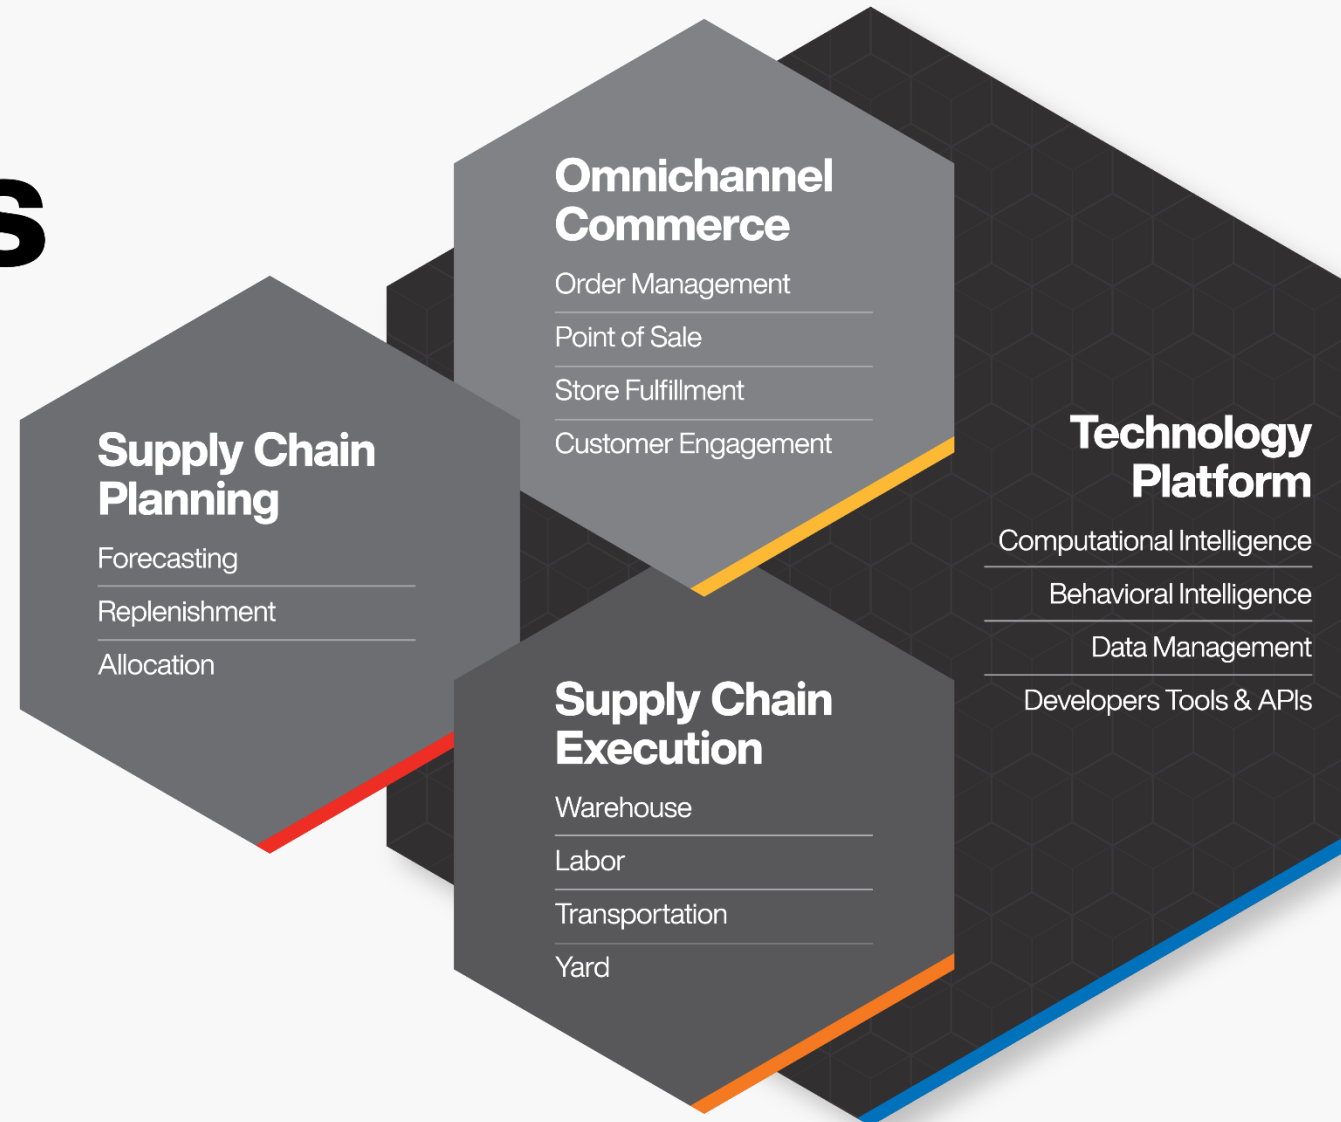 s
Omnichannel
Commerce
Order Management
Point of Sale
Store Fulfillment
Customer Engagement
Supply Chain
Planning
Forecasting
Replenishment
Allocation
Supply Chain
Execution
Warehouse
Labor
Transportation
Yard
Technology
Platform
Computational Intelligence
Behavioral Intelligence
Data Management
Developers Tools & APIs